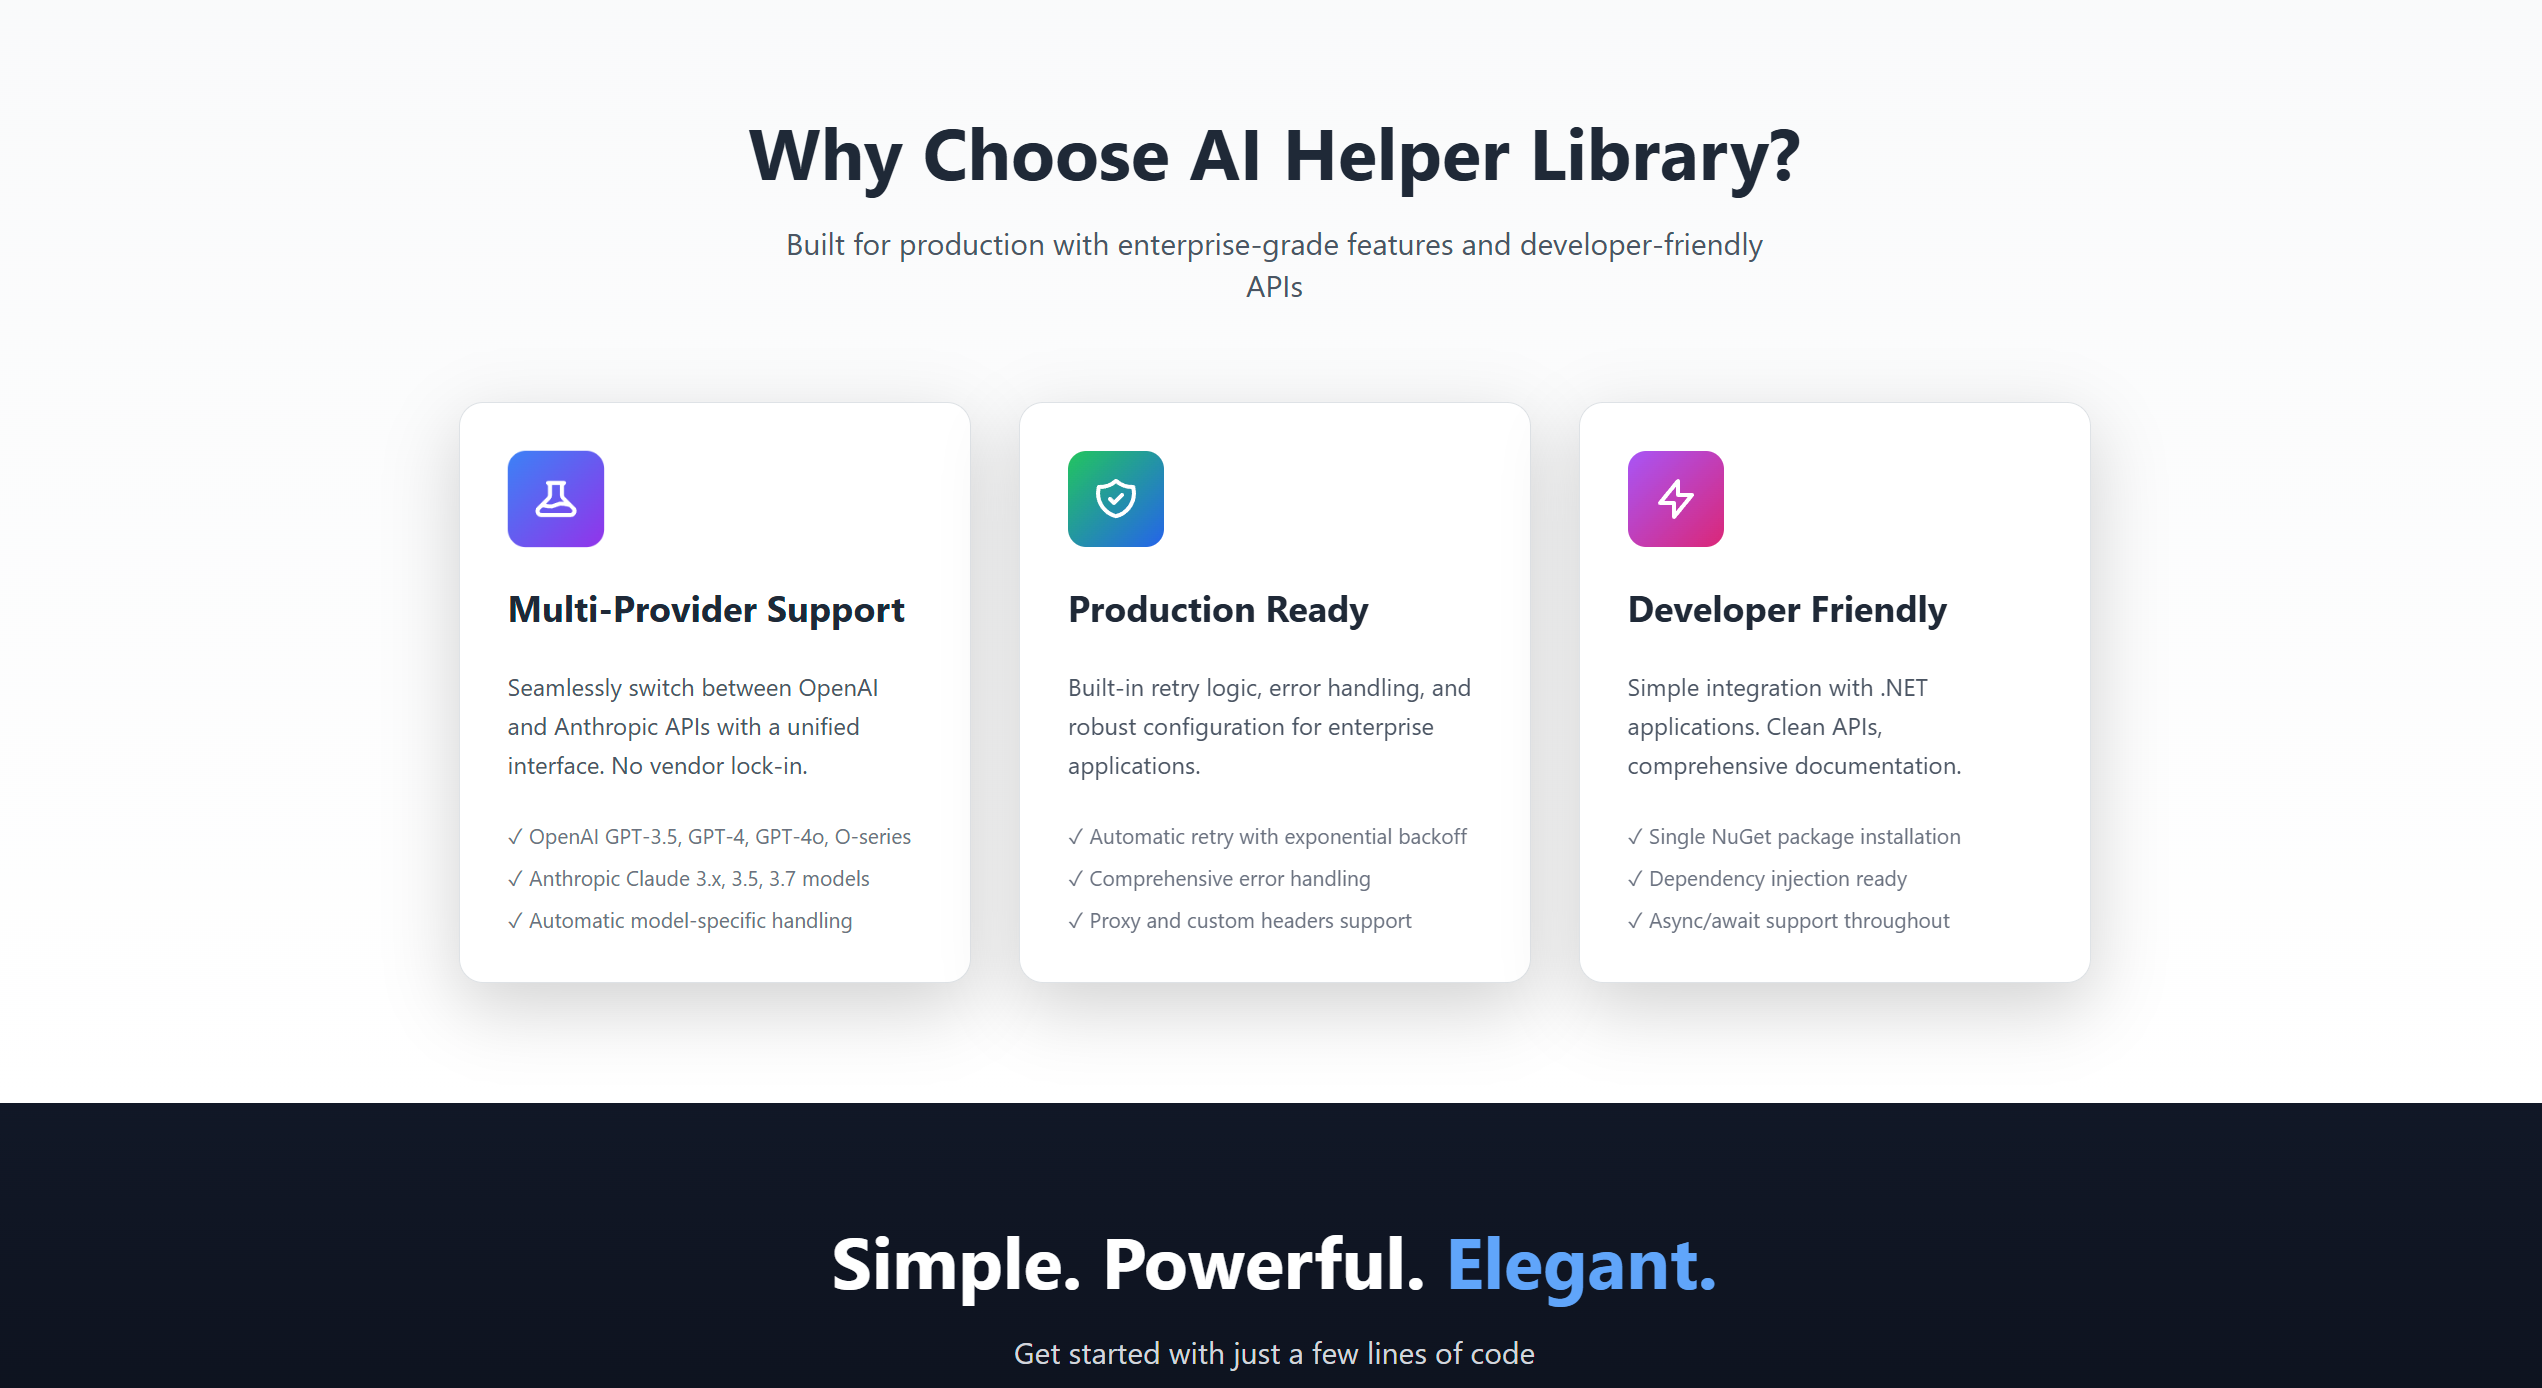 Why Choose AI Helper Library?
Built for production with enterprise-grade features and developer-friendly
APIs
Multi-Provider Support
Seamlessly switch between OpenAI
and Anthropic APIs with a unified
interface. No vendor lock-in.
✓ OpenAI GPT-3.5, GPT-4, GPT-4o, O-series
✓ Anthropic Claude 3.x, 3.5, 3.7 models
✓ Automatic model-specific handling
Production Ready
Built-in retry logic, error handling, and
robust configuration for enterprise
applications.
✓ Automatic retry with exponential backoff
✓ Comprehensive error handling
✓ Proxy and custom headers support
Developer Friendly
Simple integration with .NET
applications. Clean APIs,
comprehensive documentation.
✓ Single NuGet package installation
✓ Dependency injection ready
✓ Async/await support throughout
Simple. Powerful. Elegant.
Get started with just a few lines of code